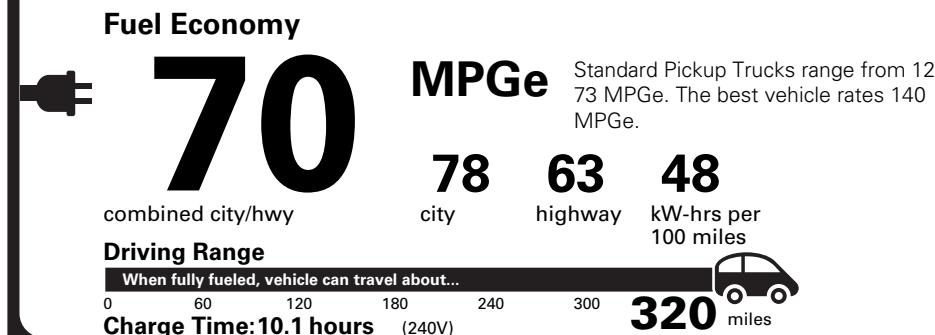 Fuel Economy
70
MPGe
Standard Pickup Trucks range from 12
73 MPGe. The best vehicle rates 140
MPGe.
combined city/hwy
78 63 48
city highway kW-hrs per
100 miles
Driving Range
When fully fueled, vehicle can travel about...
0 60 120 180 240 300 320 miles
Charge Time: 10.1 hours (240V)